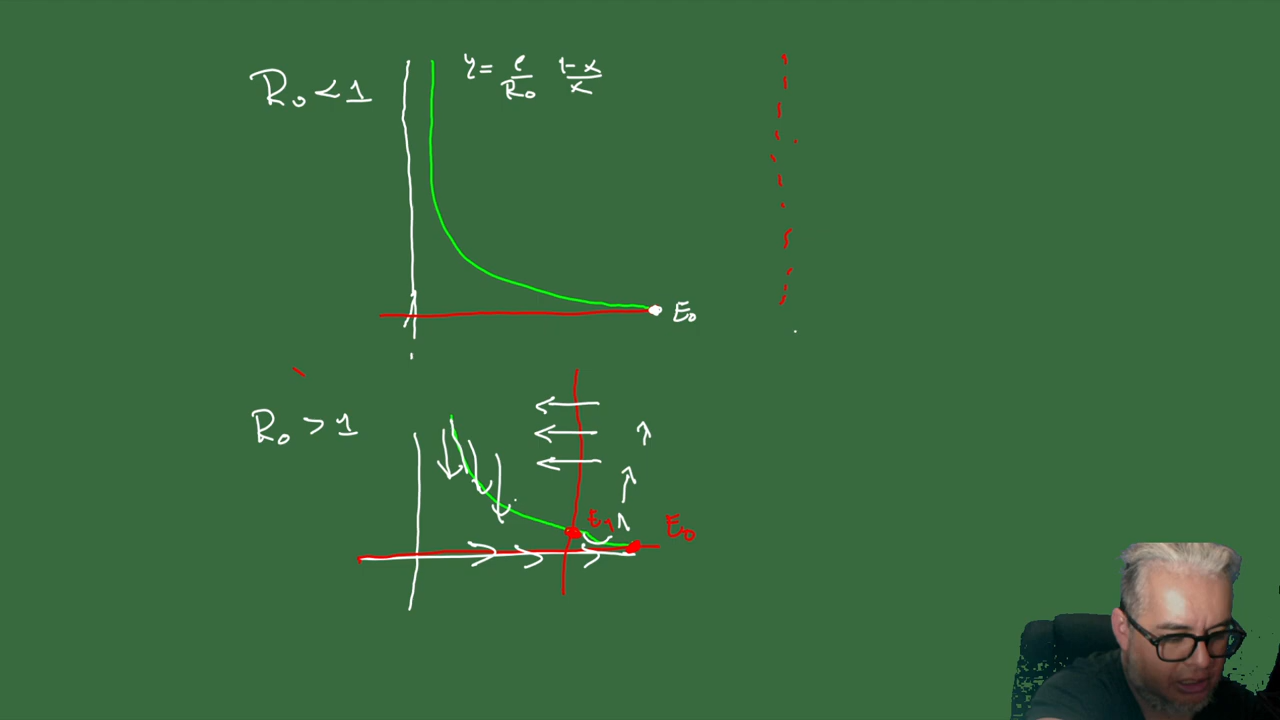 R₀ < 1
y = e/R₀ 1-x/x
E₀
R₀ > 1
E₁
E₀